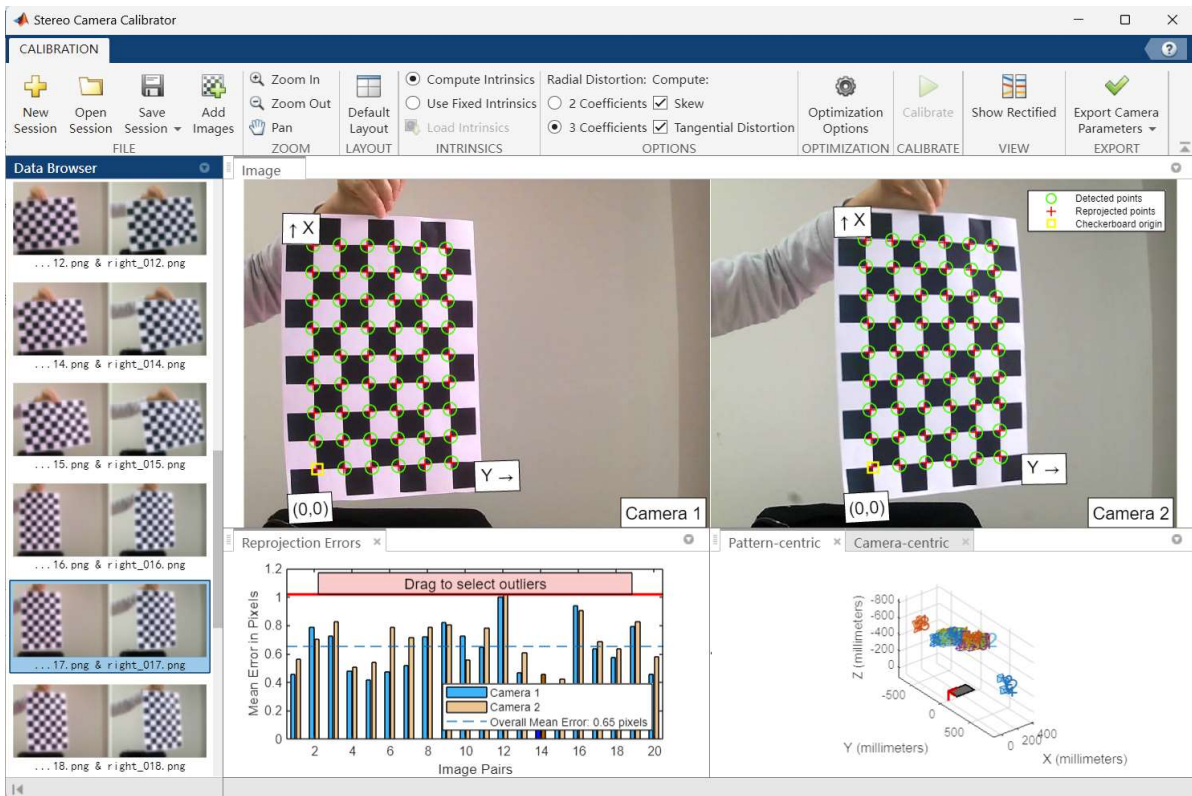 Stereo Camera Calibrator
CALIBRATION
?
New Session
Open Session
Save Session
Add Images
FILE
Zoom In
Zoom Out
Pan
ZOOM
Default Layout
LAYOUT
Compute Intrinsics
Use Fixed Intrinsics
Load Intrinsics
INTRINSICS
Radial Distortion: Compute:
2 Coefficients Skew
3 Coefficients Tangential Distortion
OPTIONS
Optimization Options
OPTIMIZATION
Calibrate
CALIBRATE
Show Rectified
VIEW
Export Camera Parameters
EXPORT
Data Browser
...12.png & right_012.png
...14.png & right_014.png
...15.png & right_015.png
...16.png & right_016.png
...17.png & right_017.png
...18.png & right_018.png
Image
↑ X
Y →
(0,0)
Camera 1
↑ X
Y →
(0,0)
Camera 2
Detected points
Reprojected points
Checkerboard origin
Reprojection Errors
Drag to select outliers
Mean Error in Pixels
1.2
1
0.8
0.6
0.4
0.2
0
Camera 1
Camera 2
Overall Mean Error: 0.65 pixels
2 4 6 8 10 12 14 16 18 20
Image Pairs
Pattern-centric
Camera-centric
Z (millimeters)
-800
-600
-400
-200
0
-500
0
500
Y (millimeters)
0 200 400
X (millimeters)